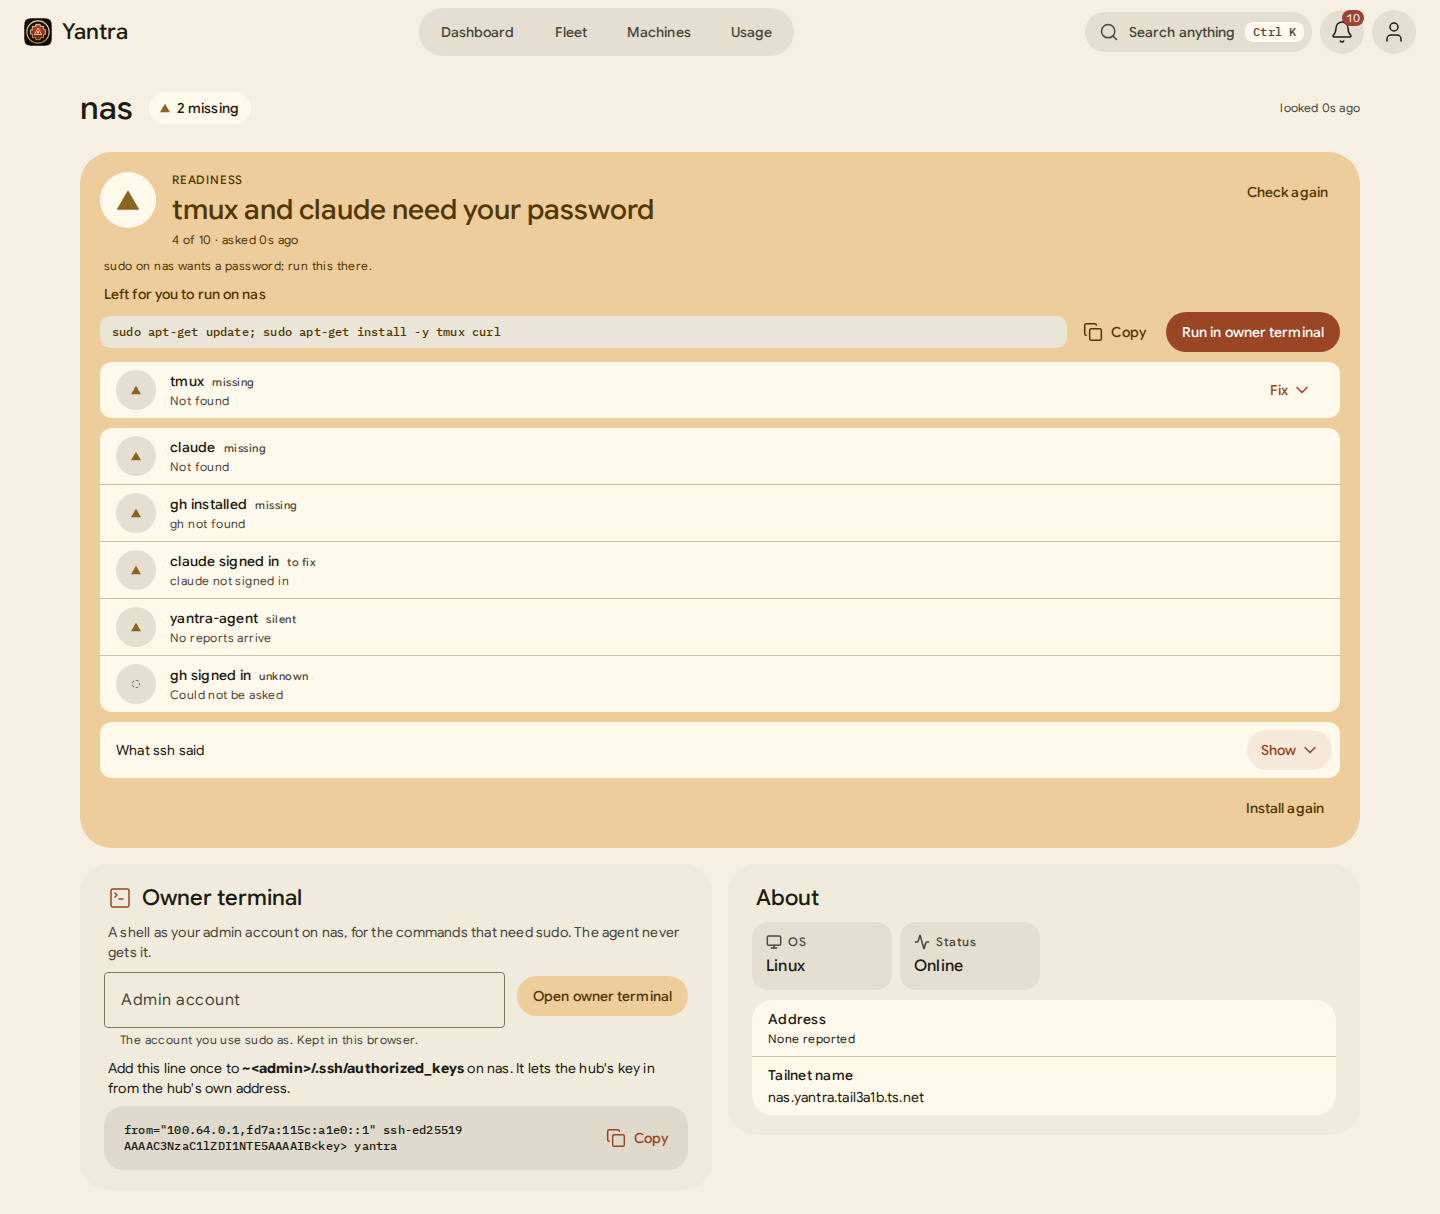 Yantra
Dashboard
Fleet
Machines
Usage
Search anything
Ctrl K
10
nas
2 missing
looked 0s ago
READINESS
tmux and claude need your password
4 of 10 · asked 0s ago
Check again
sudo on nas wants a password; run this there.
Left for you to run on nas
sudo apt-get update; sudo apt-get install -y tmux curl
Copy
Run in owner terminal
tmux missing
Not found
Fix
claude missing
Not found
gh installed missing
gh not found
claude signed in to fix
claude not signed in
yantra-agent silent
No reports arrive
gh signed in unknown
Could not be asked
What ssh said
Show
Install again
Owner terminal
A shell as your admin account on nas, for the commands that need sudo. The agent never
gets it.
Admin account
Open owner terminal
The account you use sudo as. Kept in this browser.
Add this line once to ~<admin>/.ssh/authorized_keys on nas. It lets the hub's key in
from the hub's own address.
from="100.64.0.1,fd7a:115c:a1e0::1" ssh-ed25519
AAAAC3NzaC1lZDI1NTE5AAAAIB<key> yantra
Copy
About
OS
Linux
Status
Online
Address
None reported
Tailnet name
nas.yantra.tail3a1b.ts.net